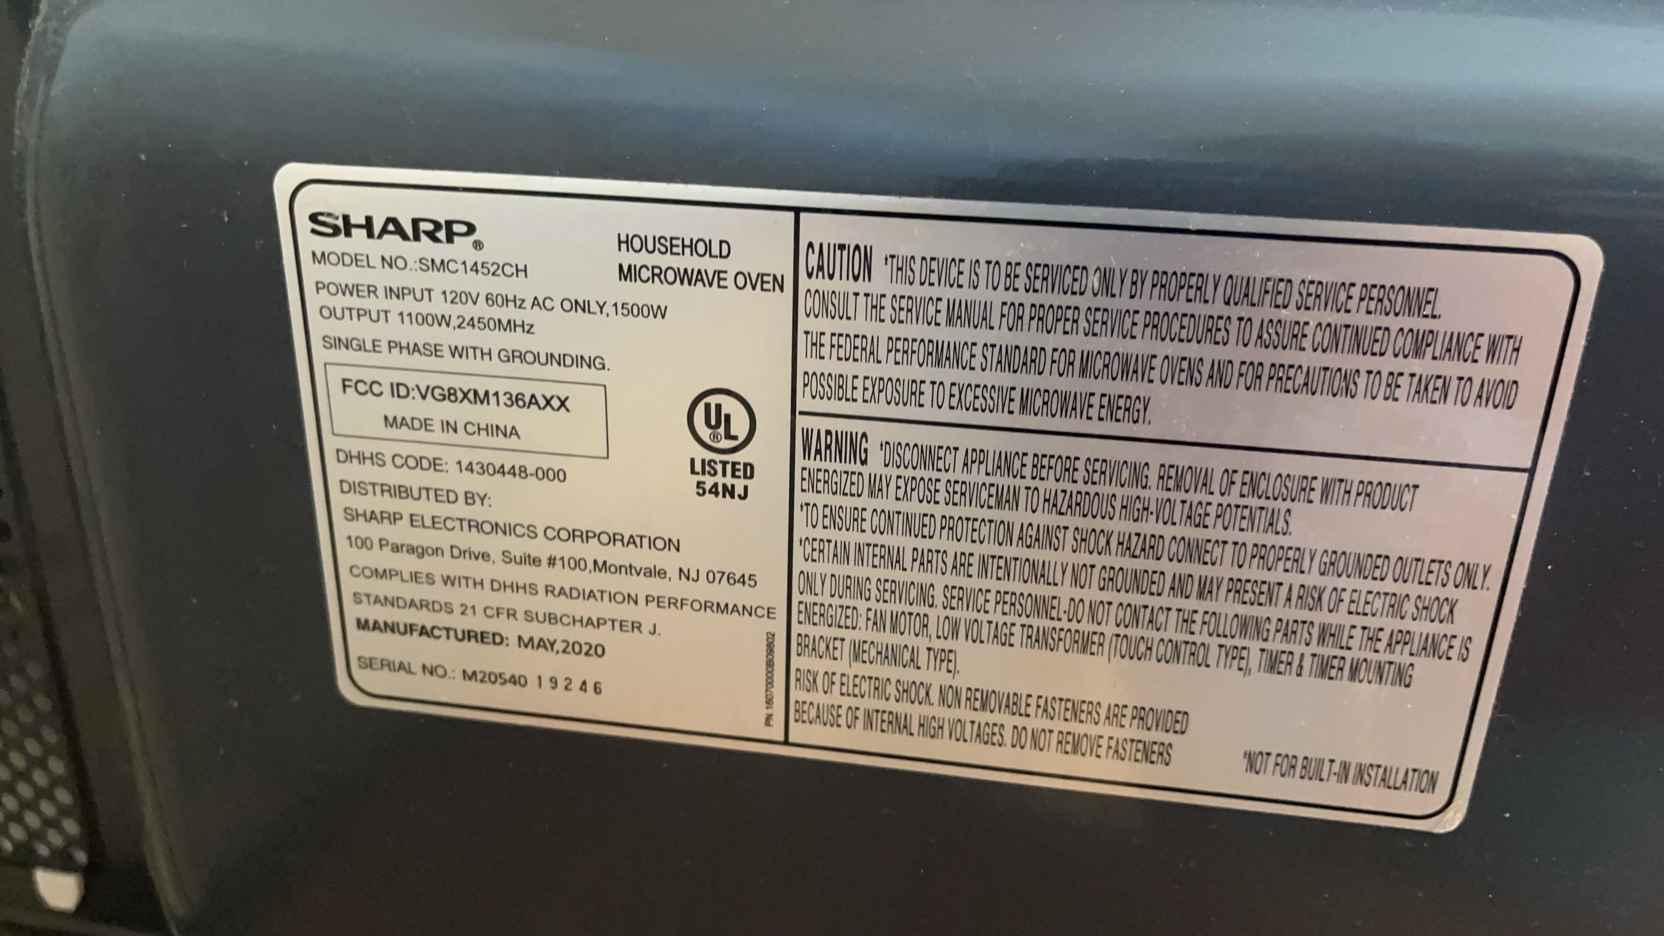 SHARP®
HOUSEHOLD
MICROWAVE OVEN
MODEL NO.:SMC1452CH
POWER INPUT 120V 60Hz AC ONLY,1500W
OUTPUT 1100W,2450MHz
SINGLE PHASE WITH GROUNDING.
FCC ID:VG8XM136AXX
MADE IN CHINA
UL®
LISTED
54NJ
DHHS CODE: 1430448-000
DISTRIBUTED BY:
SHARP ELECTRONICS CORPORATION
100 Paragon Drive, Suite #100,Montvale, NJ 07645
COMPLIES WITH DHHS RADIATION PERFORMANCE
STANDARDS 21 CFR SUBCHAPTER J.
MANUFACTURED: MAY,2020
SERIAL NO.: M20540 19246
CAUTION *THIS DEVICE IS TO BE SERVICED ONLY BY PROPERLY QUALIFIED SERVICE PERSONNEL.
CONSULT THE SERVICE MANUAL FOR PROPER SERVICE PROCEDURES TO ASSURE CONTINUED COMPLIANCE WITH
THE FEDERAL PERFORMANCE STANDARD FOR MICROWAVE OVENS AND FOR PRECAUTIONS TO BE TAKEN TO AVOID
POSSIBLE EXPOSURE TO EXCESSIVE MICROWAVE ENERGY.
WARNING *DISCONNECT APPLIANCE BEFORE SERVICING. REMOVAL OF ENCLOSURE WITH PRODUCT
ENERGIZED MAY EXPOSE SERVICEMAN TO HAZARDOUS HIGH-VOLTAGE POTENTIALS.
*TO ENSURE CONTINUED PROTECTION AGAINST SHOCK HAZARD CONNECT TO PROPERLY GROUNDED OUTLETS ONLY.
*CERTAIN INTERNAL PARTS ARE INTENTIONALLY NOT GROUNDED AND MAY PRESENT A RISK OF ELECTRIC SHOCK
ONLY DURING SERVICING. SERVICE PERSONNEL-DO NOT CONTACT THE FOLLOWING PARTS WHILE THE APPLIANCE IS
ENERGIZED: FAN MOTOR, LOW VOLTAGE TRANSFORMER (TOUCH CONTROL TYPE), TIMER & TIMER MOUNTING
BRACKET (MECHANICAL TYPE).
RISK OF ELECTRIC SHOCK. NON REMOVABLE FASTENERS ARE PROVIDED
BECAUSE OF INTERNAL HIGH VOLTAGES. DO NOT REMOVE FASTENERS
*NOT FOR BUILT-IN INSTALLATION